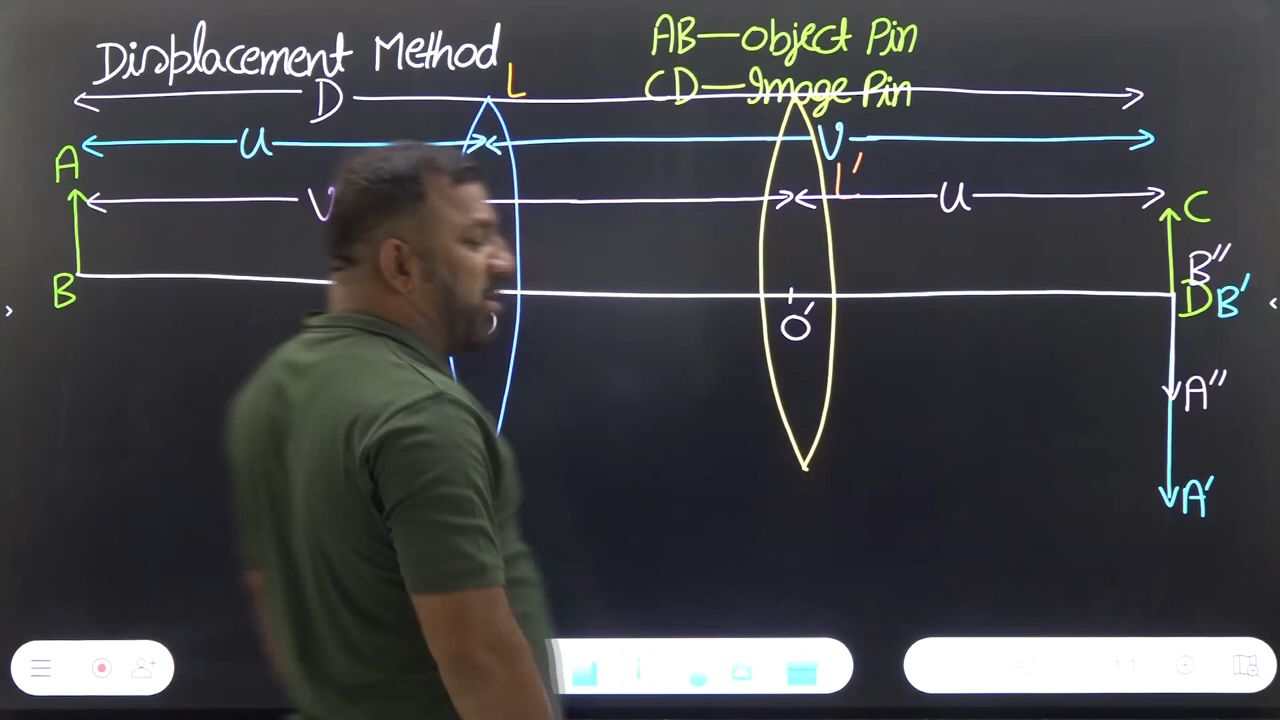 Displacement Method
AB—object Pin
CD—Image Pin
L
D
U
V
A
V
L'
U
C
B
B''
D B'
O'
A''
A'